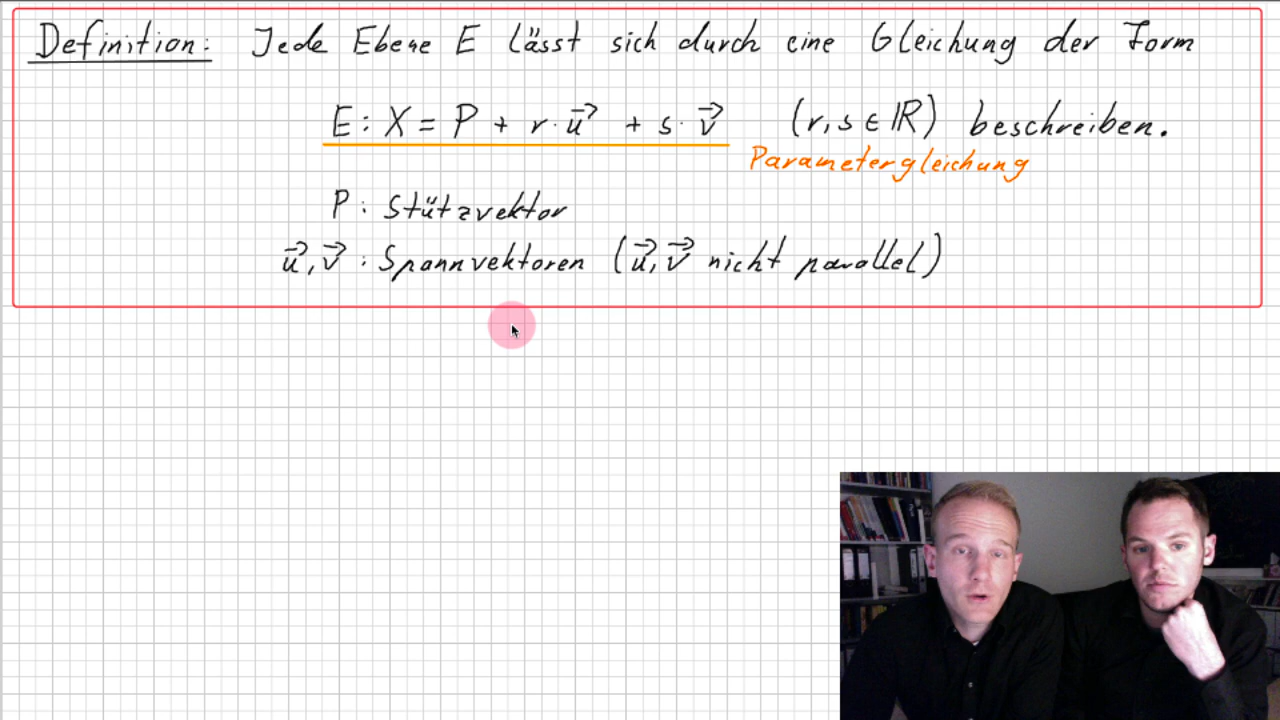 Definition: Jede Ebene E lässt sich durch eine Gleichung der Form
E: X = P + r·u⃗ + s·v⃗ (r,s ∈ ℝ) beschreiben.
Parametergleichung
P: Stützvektor
u⃗, v⃗: Spannvektoren (u⃗, v⃗ nicht parallel)